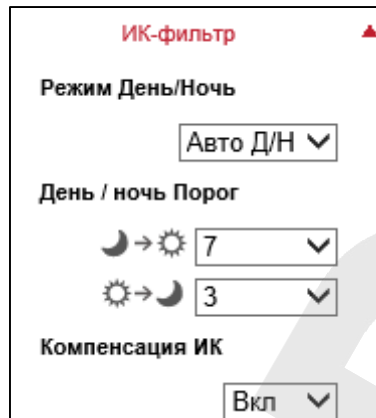 ИК-фильтр
Режим День/Ночь
Авто Д/Н
День / ночь Порог
7
3
Компенсация ИК
Вкл